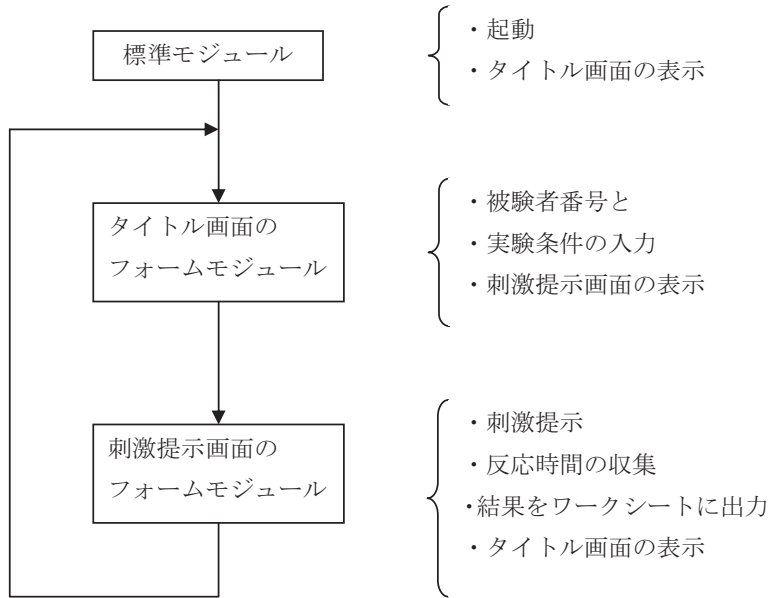 標準モジュール
・起動
・タイトル画面の表示
タイトル画面の
フォームモジュール
・被験者番号と
・実験条件の入力
・刺激提示画面の表示
刺激提示画面の
フォームモジュール
・刺激提示
・反応時間の収集
・結果をワークシートに出力
・タイトル画面の表示